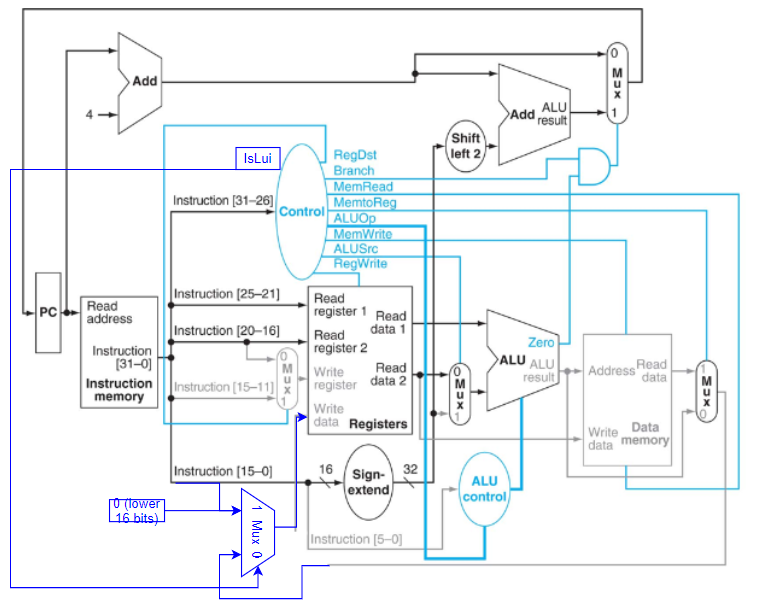 0
M
u
x
1
Add
4
Add
ALU
result
Shift
left 2
IsLui
RegDst
Branch
MemRead
MemtoReg
ALUOp
MemWrite
ALUSrc
RegWrite
Instruction [31–26]
Control
PC
Read
address
Instruction
[31–0]
Instruction
memory
Instruction [25–21]
Instruction [20–16]
Instruction [15–11]
0
M
u
x
1
Read
register 1
Read
register 2
Write
register
Write
data
Read
data 1
Read
data 2
Registers
0
M
u
x
1
Zero
ALU
ALU
result
Address
Read
data
Write
data
Data
memory
1
M
u
x
0
Instruction [15–0]
16
Sign-
extend
32
ALU
control
Instruction [5–0]
0 (lower
16 bits)
1 Mux 0